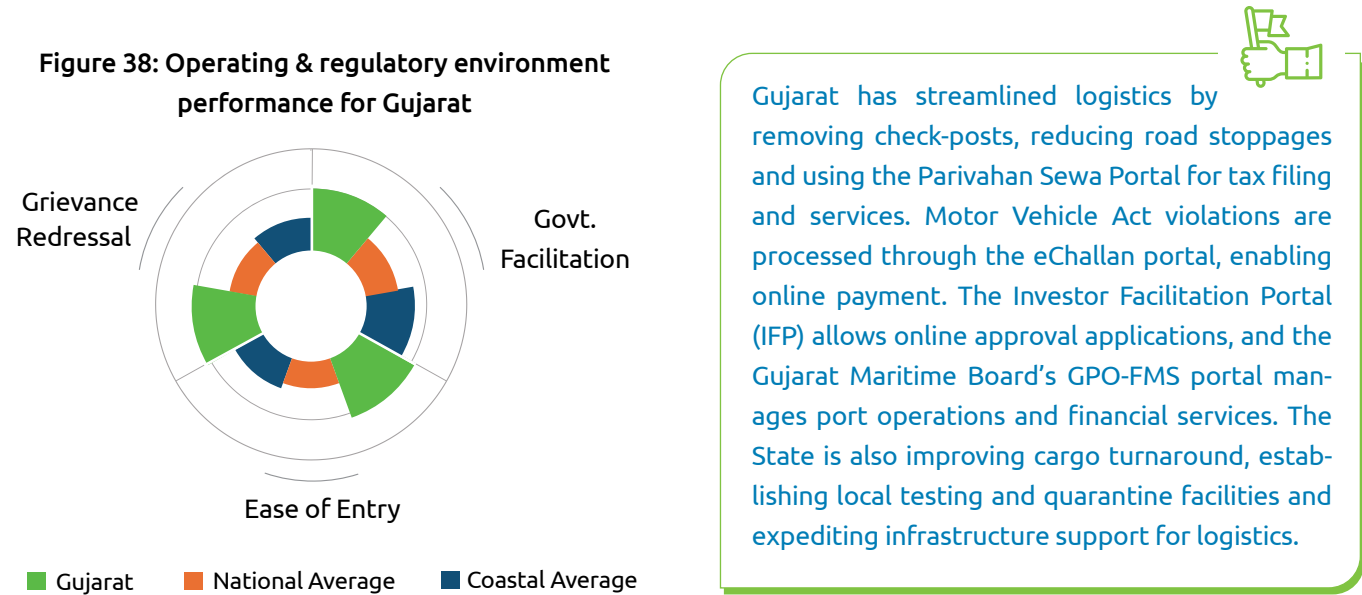 Figure 38: Operating & regulatory environment
performance for Gujarat
Grievance
Redressal
Govt.
Facilitation
Ease of Entry
Gujarat
National Average
Coastal Average
Gujarat has streamlined logistics by
removing check-posts, reducing road stoppages
and using the Parivahan Sewa Portal for tax filing
and services. Motor Vehicle Act violations are
processed through the eChallan portal, enabling
online payment. The Investor Facilitation Portal
(IFP) allows online approval applications, and the
Gujarat Maritime Board’s GPO-FMS portal man-
ages port operations and financial services. The
State is also improving cargo turnaround, estab-
lishing local testing and quarantine facilities and
expediting infrastructure support for logistics.